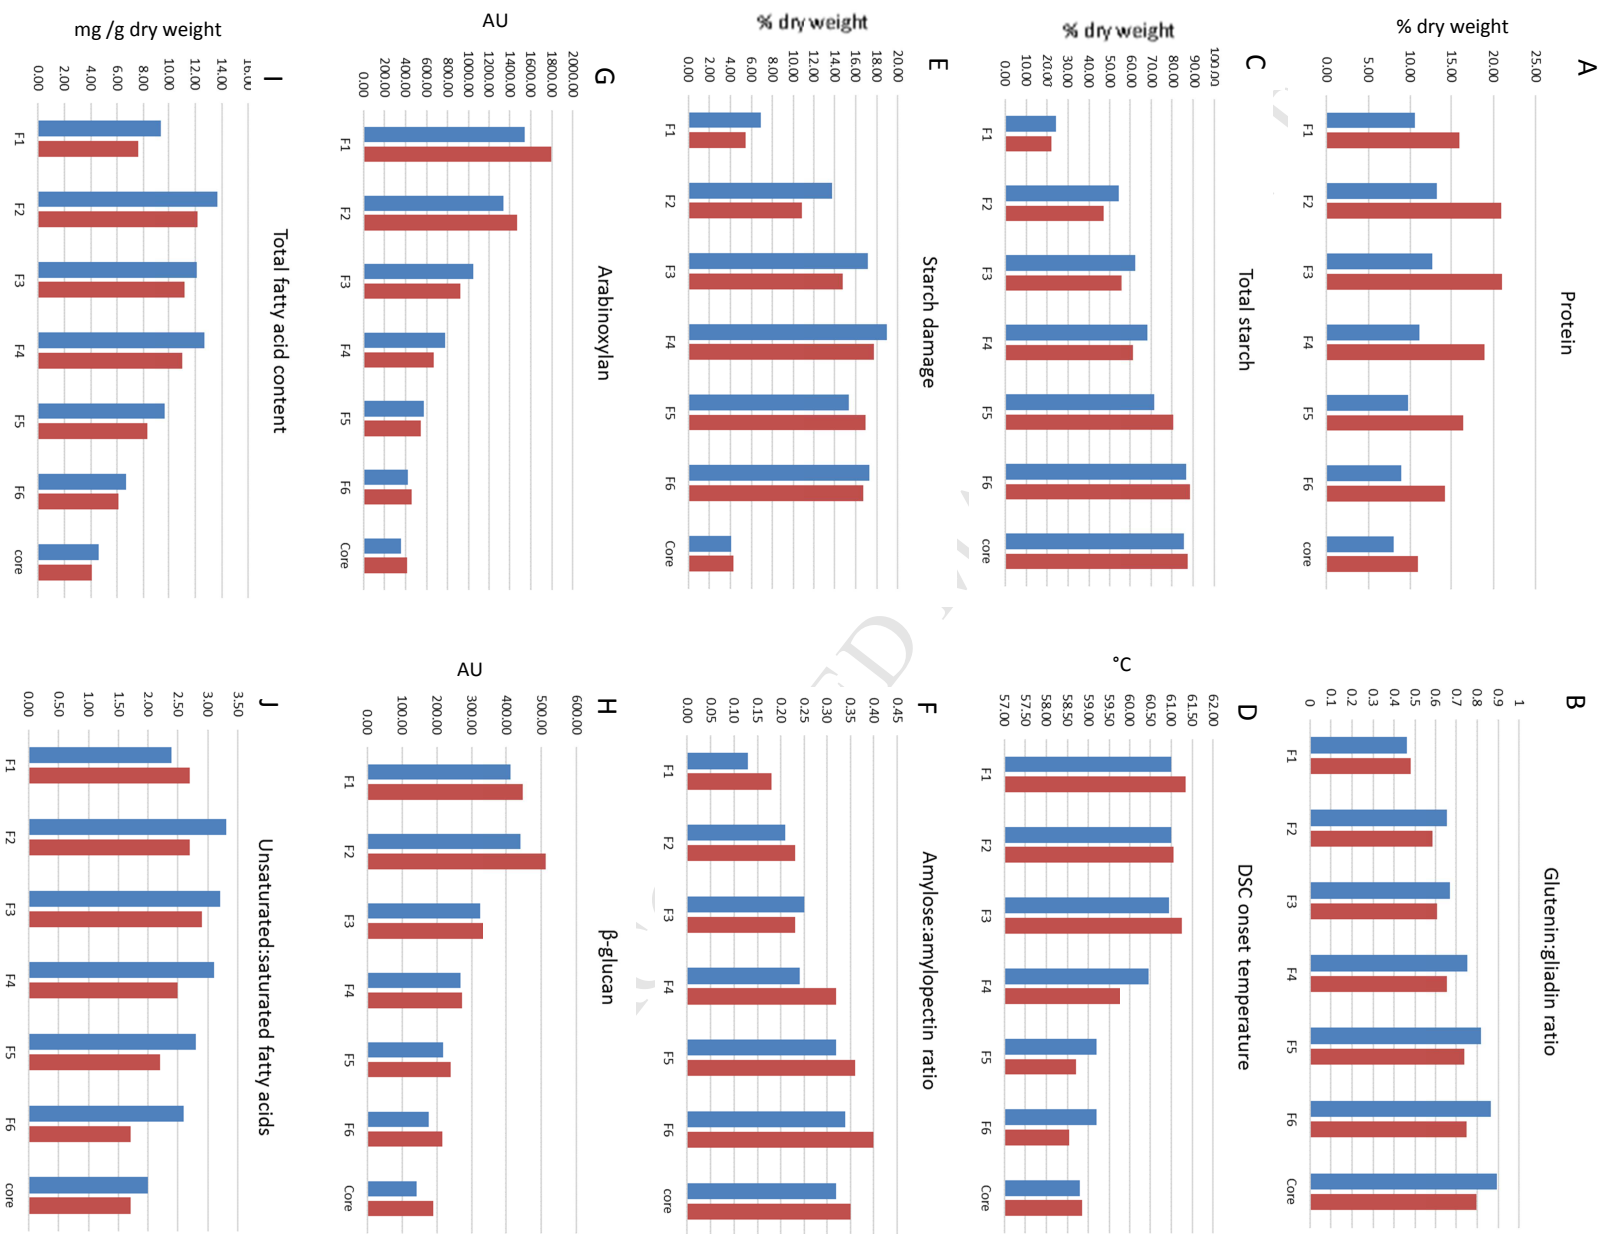 A
Protein
% dry weight
0.00 5.00 10.00 15.00 20.00 25.00
F1 F2 F3 F4 F5 F6 core
B
Glutenin:gliadin ratio
0 0.1 0.2 0.3 0.4 0.5 0.6 0.7 0.8 0.9 1
F1 F2 F3 F4 F5 F6 Core
C
Total starch
% dry weight
0.00 10.00 20.00 30.00 40.00 50.00 60.00 70.00 80.00 90.00 100.00
F1 F2 F3 F4 F5 F6 core
D
DSC onset temperature
°C
57.00 57.50 58.00 58.50 59.00 59.50 60.00 60.50 61.00 61.50 62.00
F1 F2 F3 F4 F5 F6 Core
E
Starch damage
% dry weight
0.00 2.00 4.00 6.00 8.00 10.00 12.00 14.00 16.00 18.00 20.00
F1 F2 F3 F4 F5 F6 Core
F
Amylose:amylopectin ratio
0.00 0.05 0.10 0.15 0.20 0.25 0.30 0.35 0.40 0.45
F1 F2 F3 F4 F5 F6 core
G
Arabinoxylan
AU
0.00 200.00 400.00 600.00 800.00 1000.00 1200.00 1400.00 1600.00 1800.00 2000.00
F1 F2 F3 F4 F5 F6 Core
H
β-glucan
AU
0.00 100.00 200.00 300.00 400.00 500.00 600.00
F1 F2 F3 F4 F5 F6 Core
I
Total fatty acid content
mg /g dry weight
0.00 2.00 4.00 6.00 8.00 10.00 12.00 14.00
F1 F2 F3 F4 F5 F6 core
J
Unsaturated:saturated fatty acids
0.00 0.50 1.00 1.50 2.00 2.50 3.00 3.50
F1 F2 F3 F4 F5 F6 core